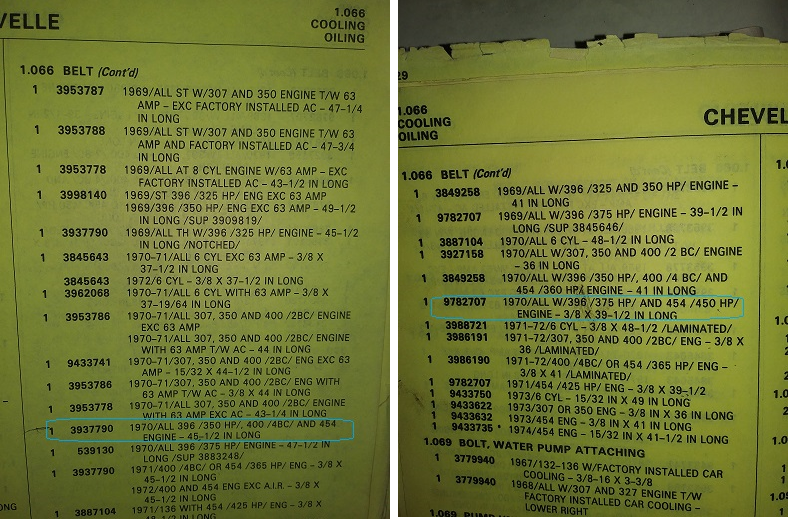 VELLE
1.066
COOLING
OILING
1.066 BELT (Cont'd)
1 3953787 1969/ALL ST W/307 AND 350 ENGINE T/W 63
AMP – EXC FACTORY INSTALLED AC – 47-1/4
IN LONG
1 3953788 1969/ALL ST W/307 AND 350 ENGINE T/W 63
AMP AND FACTORY INSTALLED AC – 47-3/4
IN LONG
1 3953778 1969/ALL AT 8 CYL ENGINE W/63 AMP – EXC
FACTORY INSTALLED AC – 43-1/2 IN LONG
1 3998140 1969/ST 396 /325 HP/ ENG EXC 63 AMP
1969/396 /350 HP/ ENG EXC 63 AMP – 49-1/2
IN LONG /SUP 3909819/
1 3937790 1969/ALL TH W/396 /325 HP/ ENGINE – 45-1/2
IN LONG /NOTCHED/
1 3845643 1970-71/ALL 6 CYL EXC 63 AMP – 3/8 X
37-1/2 IN LONG
3845643 1972/6 CYL – 3/8 X 37-1/2 IN LONG
1 3962068 1970-71/ALL 6 CYL WITH 63 AMP – 3/8 X
37-19/64 IN LONG
1 3953786 1970-71/ALL 307, 350 AND 400 /2BC/ ENGINE
EXC 63 AMP
1970-71/ALL 307, 350 AND 400 /2BC/ ENGINE
WITH 63 AMP T/W AC – 44 IN LONG
1 9433741 1970-71/307, 350 AND 400 /2BC/ ENG EXC 63
AMP – 15/32 X 44-1/2 IN LONG
1 3953786 1970-71/307, 350 AND 400 /2BC/ ENG WITH
63 AMP T/W AC – 3/8 X 44 IN LONG
1 3953778 1970-71/ALL 307, 350 AND 400 /2BC/ ENGINE
WITH 63 AMP EXC AC – 43-1/4 IN LONG
1 3937790 1970/ALL 396 /350 HP/, 400 /4BC/ AND 454
ENGINE – 45-1/2 IN LONG
1 539130 1970/ALL 396 /375 HP/ ENGINE – 47-1/2 IN
LONG /SUP 3883248/
1 3937790 1971/400 /4BC/ OR 454 /365 HP/ ENG – 3/8 X
45-1/2 IN LONG
1972/400 AND 454 ENG EXC A.I.R. – 3/8 X
45-1/2 IN LONG
1 3887104 1971/136 WITH 454 /425 HP/ ENG – 3/8 X
48-1/2 IN LONG
ONG
29
1.066
COOLING
OILING
CHEVE
1.066 BELT (Cont'd)
1 3849258 1969/ALL W/396 /325 AND 350 HP/ ENGINE –
41 IN LONG
1 9782707 1969/ALL W/396 /375 HP/ ENGINE – 39-1/2 IN
LONG /SUP 3845646/
1 3887104 1970/ALL 6 CYL – 48-1/2 IN LONG
1 3927158 1970/ALL W/307, 350 AND 400 /2 BC/ ENGINE
– 36 IN LONG
1 3849258 1970/ALL W/396 /350 HP/, 400 /4 BC/ AND
454 /360 HP/ ENGINE – 41 IN LONG
1 9782707 1970/ALL W/396 /375 HP/ AND 454 /450 HP/
ENGINE – 3/8 X 39-1/2 IN LONG
1 3988721 1971-72/6 CYL – 3/8 X 48-1/2 /LAMINATED/
1 3986191 1971-72/307, 350 AND 400 /2BC/ ENG – 3/8 X
36 /LAMINATED/
1 3986190 1971-72/400 /4BC/ OR 454 /365 HP/ ENG –
3/8 X 41 /LAMINATED/
1 9782707 1971/454 /425 HP/ ENG – 3/8 X 39-1/2
1 9433750 1973/6 CYL – 15/32 IN X 49 IN LONG
1 9433622 1973/307 OR 350 ENG – 3/8 IN X 36 IN LONG
1 9433632 1973/454 ENG – 3/8 IN X 41 IN LONG
1 9433735 • 1974/454 ENG – 15/32 IN X 41-1/2 IN LONG
1.069 BOLT, WATER PUMP ATTACHING
1 3779940 1967/132-136 W/FACTORY INSTALLED CAR
COOLING – 3/8-16 X 3-3/8
1 3779940 1968/ALL W/307 AND 327 ENGINE T/W
FACTORY INSTALLED CAR COOLING –
LOWER RIGHT